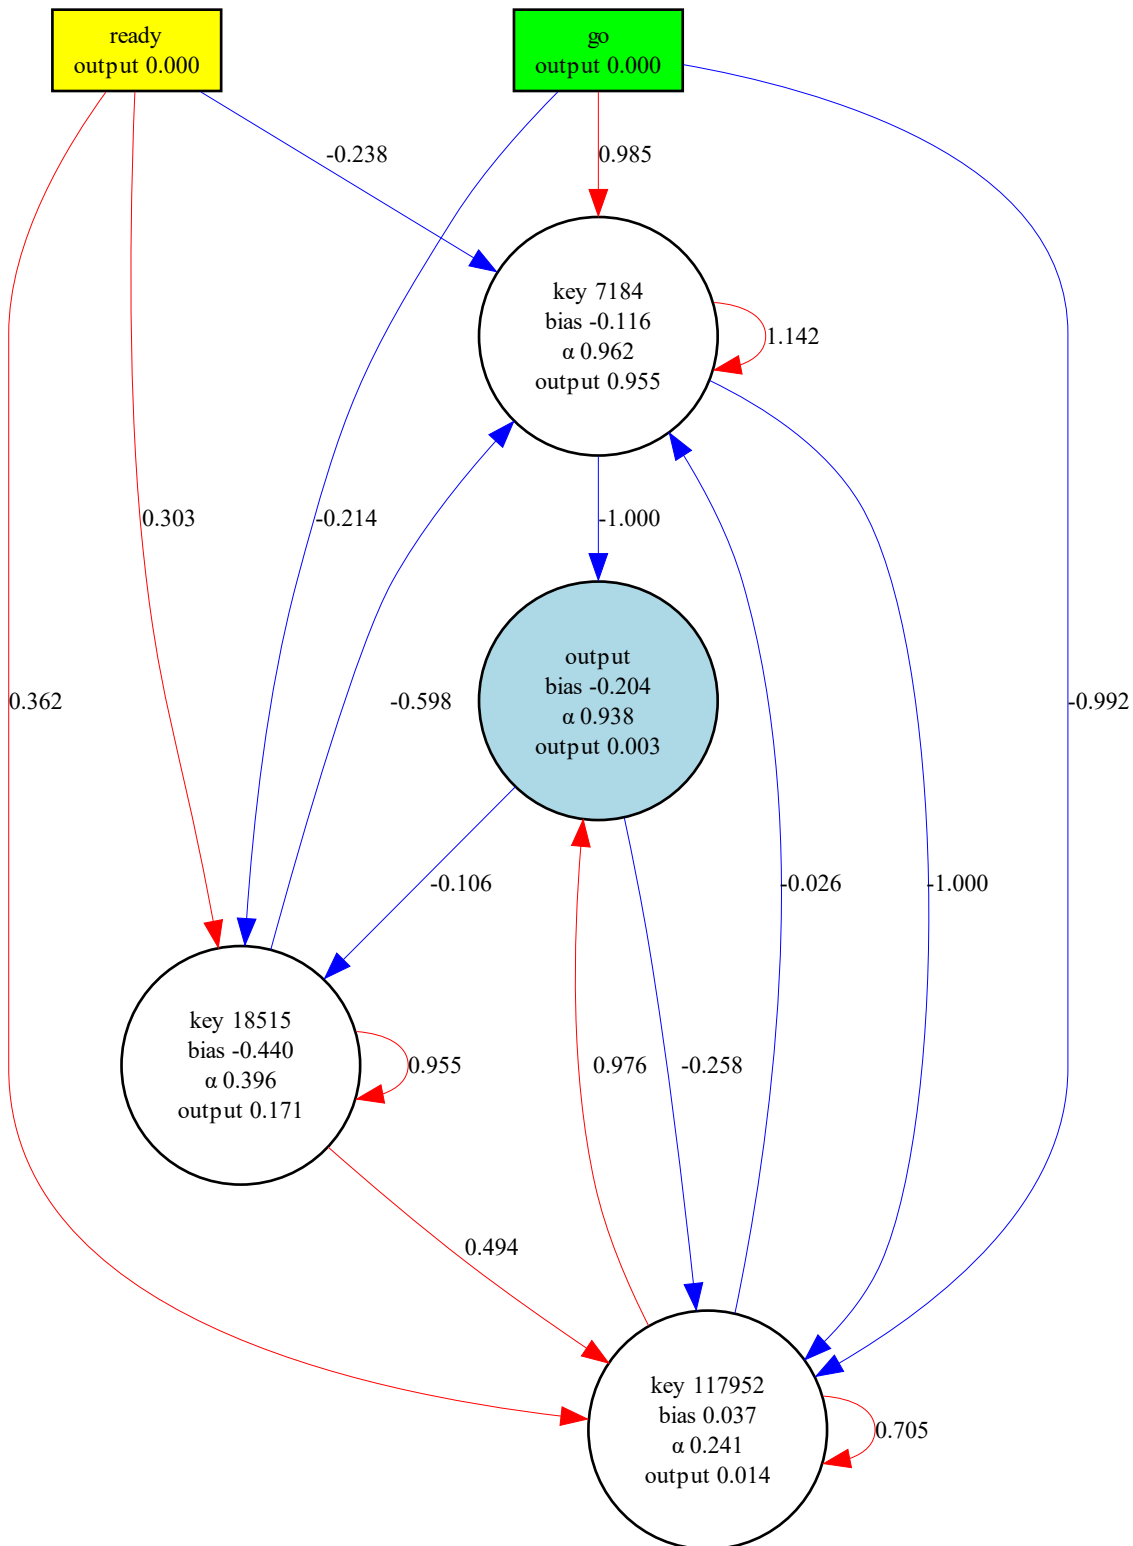 ready
output 0.000
go
output 0.000
-0.238
0.985
key 7184
bias -0.116
α 0.962
output 0.955
1.142
0.303
-0.214
-1.000
output
bias -0.204
α 0.938
output 0.003
0.362
-0.598
-0.992
-0.106
-0.026
-1.000
key 18515
bias -0.440
α 0.396
output 0.171
0.955
0.976
-0.258
0.494
key 117952
bias 0.037
α 0.241
output 0.014
0.705